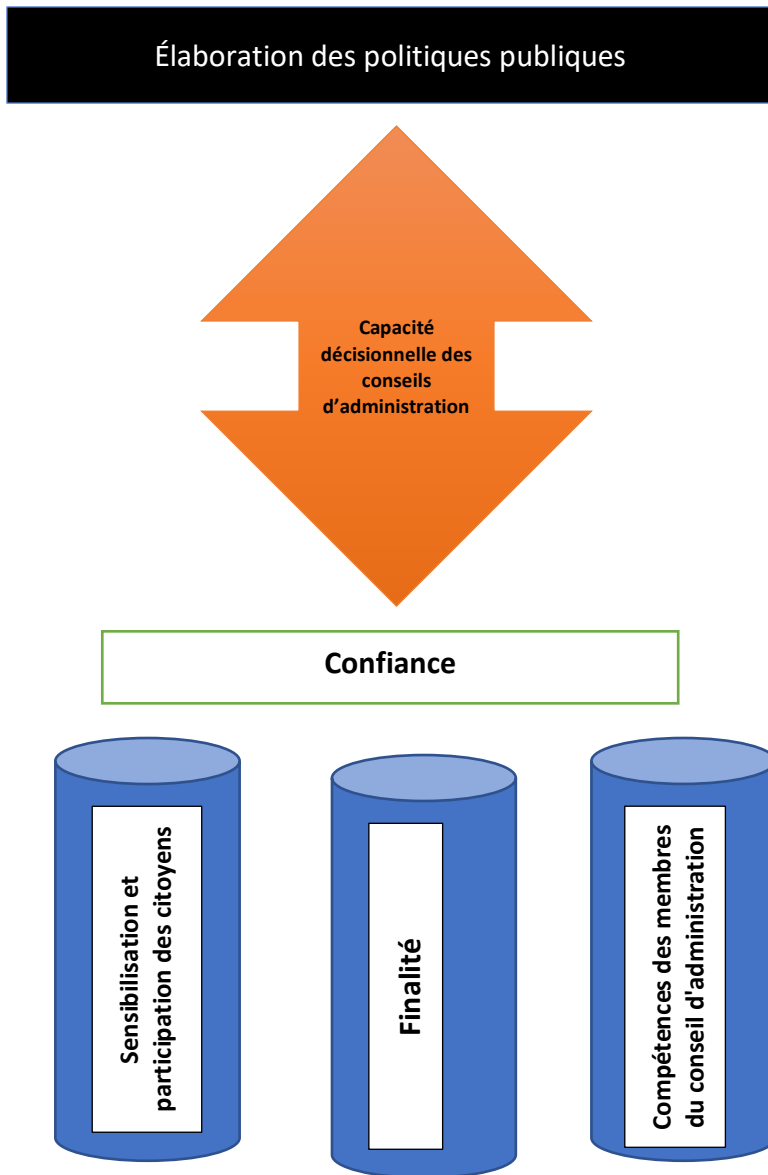 Élaboration des politiques publiques
Capacité
décisionnelle des
conseils
d’administration
Confiance
Sensibilisation et
participation des citoyens
Finalité
Compétences des membres
du conseil d'administration